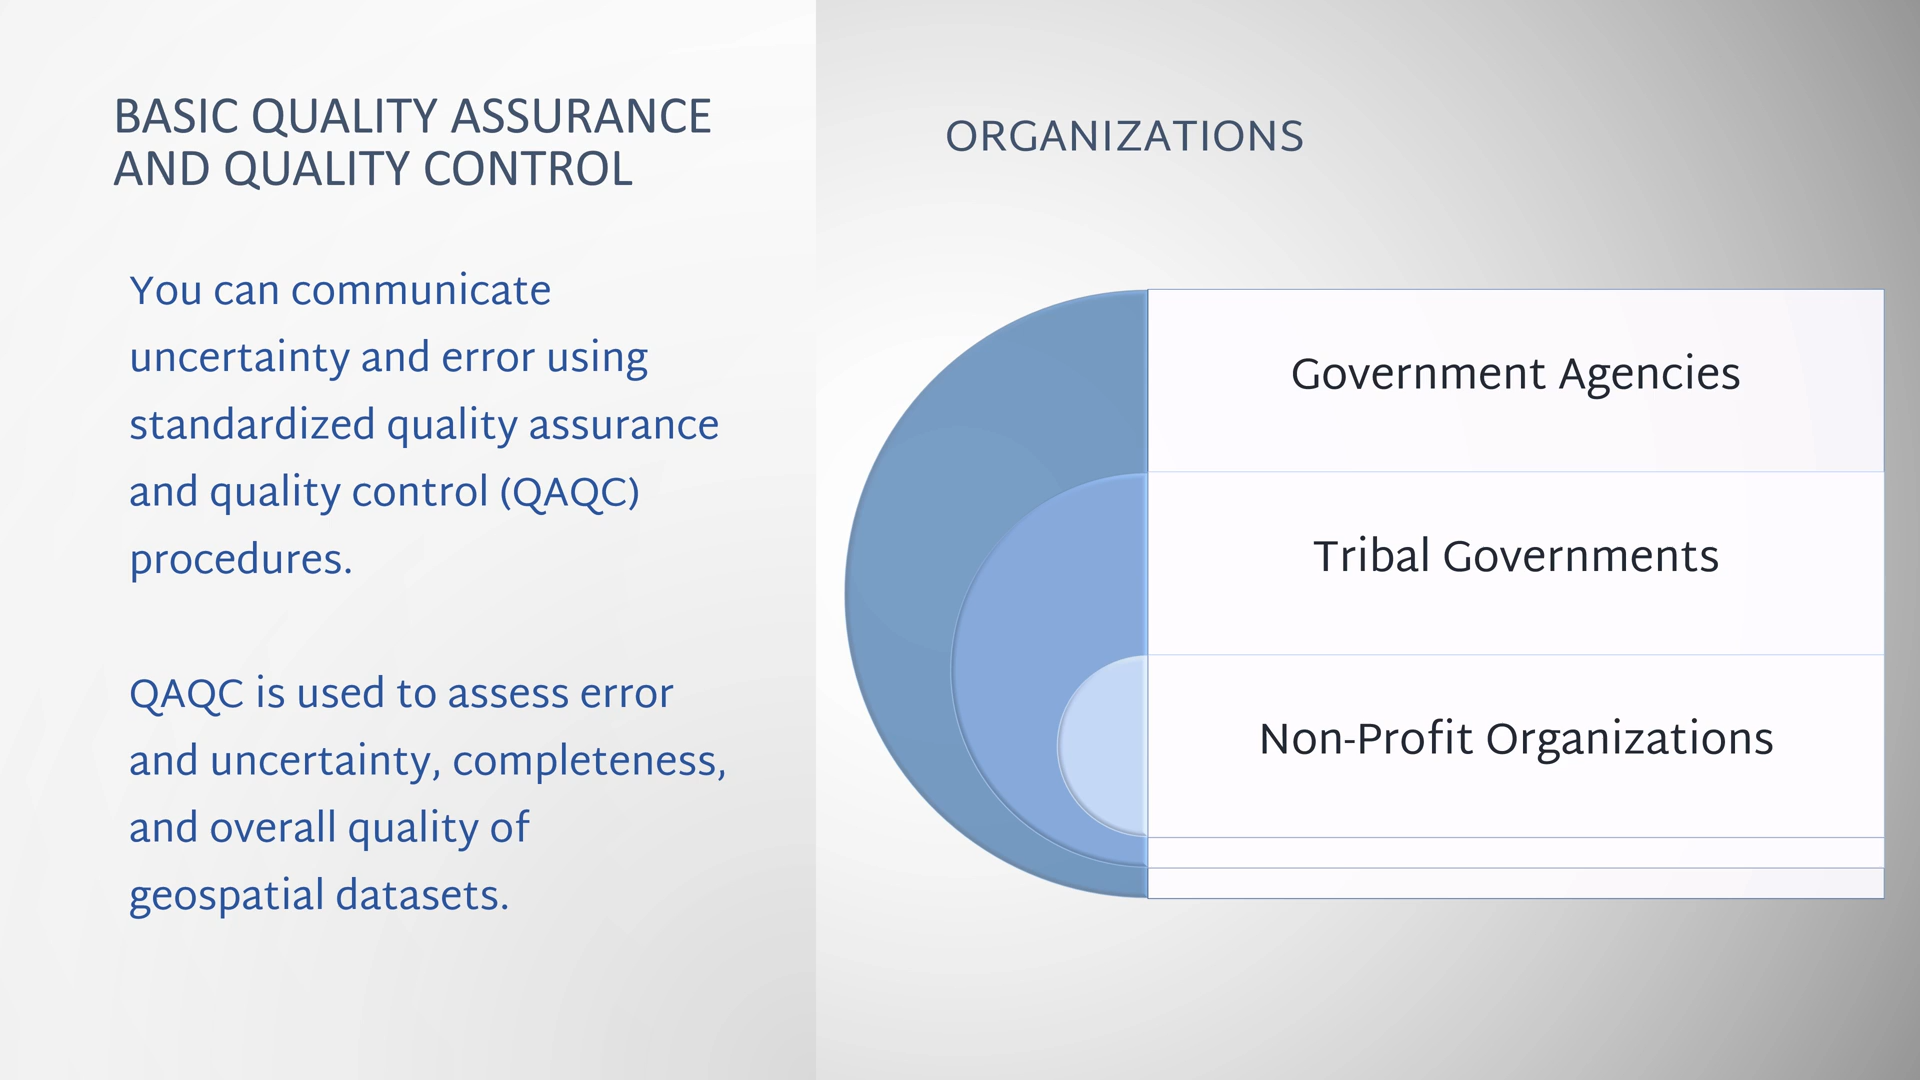 BASIC QUALITY ASSURANCE
AND QUALITY CONTROL
You can communicate
uncertainty and error using
standardized quality assurance
and quality control (QAQC)
procedures.
QAQC is used to assess error
and uncertainty, completeness,
and overall quality of
geospatial datasets.
ORGANIZATIONS
Government Agencies
Tribal Governments
Non-Profit Organizations